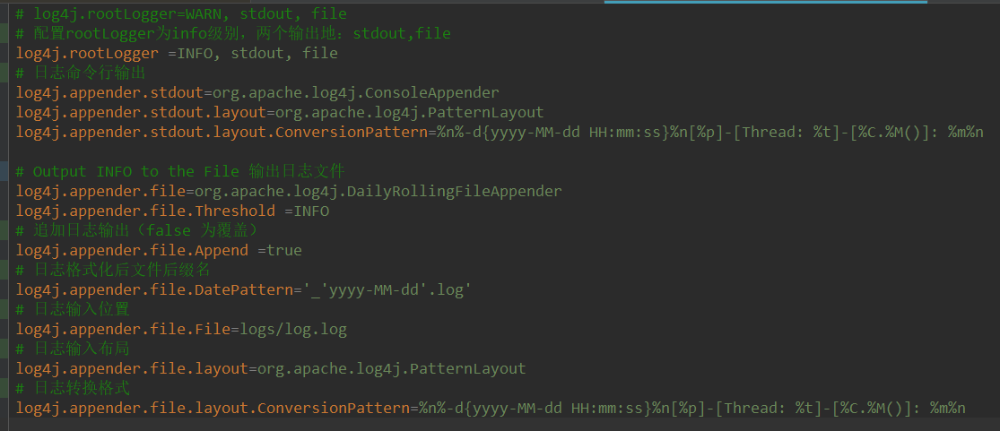 # log4j.rootLogger=WARN, stdout, file
# 配置rootLogger为info级别，两个输出地：stdout,file
log4j.rootLogger =INFO, stdout, file
# 日志命令行输出
log4j.appender.stdout=org.apache.log4j.ConsoleAppender
log4j.appender.stdout.layout=org.apache.log4j.PatternLayout
log4j.appender.stdout.layout.ConversionPattern=%n%-d{yyyy-MM-dd HH:mm:ss}%n[%p]-[Thread: %t]-[%C.%M()]: %m%n
# Output INFO to the File 输出日志文件
log4j.appender.file=org.apache.log4j.DailyRollingFileAppender
log4j.appender.file.Threshold =INFO
# 追加日志输出（false 为覆盖）
log4j.appender.file.Append =true
# 日志格式化后文件后缀名
log4j.appender.file.DatePattern='_'yyyy-MM-dd'.log'
# 日志输入位置
log4j.appender.file.File=logs/log.log
# 日志输入布局
log4j.appender.file.layout=org.apache.log4j.PatternLayout
# 日志转换格式
log4j.appender.file.layout.ConversionPattern=%n%-d{yyyy-MM-dd HH:mm:ss}%n[%p]-[Thread: %t]-[%C.%M()]: %m%n